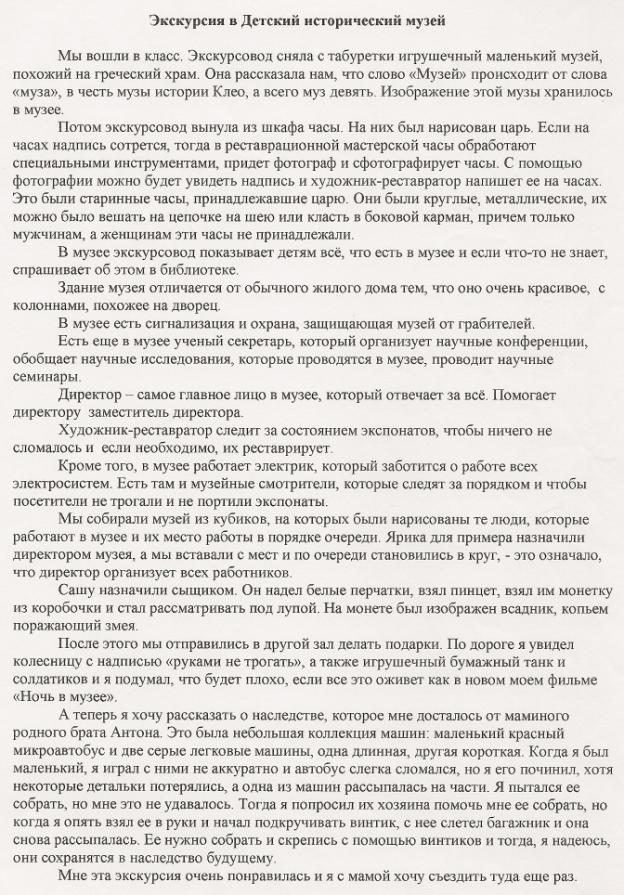 Экскурсия в Детский исторический музей
Мы вошли в класс. Экскурсовод сняла с табуретки игрушечный маленький музей,
похожий на греческий храм. Она рассказала нам, что слово «Музей» происходит от слова
«муза», в честь музы истории Клео, а всего муз девять. Изображение этой музы хранилось
в музее.
Потом экскурсовод вынула из шкафа часы. На них был нарисован царь. Если на
часах надпись сотрется, тогда в реставрационной мастерской часы обработают
специальными инструментами, придет фотограф и сфотографирует часы. С помощью
фотографии можно будет увидеть надпись и художник-реставратор напишет ее на часах.
Это были старинные часы, принадлежавшие царю. Они были круглые, металлические, их
можно было вешать на цепочке на шею или класть в боковой карман, причем только
мужчинам, а женщинам эти часы не принадлежали.
В музее экскурсовод показывает детям всё, что есть в музее и если что-то не знает,
спрашивает об этом в библиотеке.
Здание музея отличается от обычного жилого дома тем, что оно очень красивое, с
колоннами, похожее на дворец.
В музее есть сигнализация и охрана, защищающая музей от грабителей.
Есть еще в музее ученый секретарь, который организует научные конференции,
обобщает научные исследования, которые проводятся в музее, проводит научные
семинары.
Директор – самое главное лицо в музее, который отвечает за всё. Помогает
директору заместитель директора.
Художник-реставратор следит за состоянием экспонатов, чтобы ничего не
сломалось и если необходимо, их реставрирует.
Кроме того, в музее работает электрик, который заботится о работе всех
электросистем. Есть там и музейные смотрители, которые следят за порядком и чтобы
посетители не трогали и не портили экспонаты.
Мы собирали музей из кубиков, на которых были нарисованы те люди, которые
работают в музее и их место работы в порядке очереди. Ярика для примера назначили
директором музея, а мы вставали с мест и по очереди становились в круг, - это означало,
что директор организует всех работников.
Сашу назначили сыщиком. Он надел белые перчатки, взял пинцет, взял им монетку
из коробочки и стал рассматривать под лупой. На монете был изображен всадник, копьем
поражающий змея.
После этого мы отправились в другой зал делать подарки. По дороге я увидел
колесницу с надписью «руками не трогать», а также игрушечный бумажный танк и
солдатиков и я подумал, что будет плохо, если все это оживет как в новом моем фильме
«Ночь в музее».
А теперь я хочу рассказать о наследстве, которое мне досталось от маминого
родного брата Антона. Это была небольшая коллекция машин: маленький красный
микроавтобус и две серые легковые машины, одна длинная, другая короткая. Когда я был
маленький, я играл с ними не аккуратно и автобус слегка сломался, но я его починил, хотя
некоторые детальки потерялись, а одна из машин рассыпалась на части. Я пытался ее
собрать, но мне это не удавалось. Тогда я попросил их хозяина помочь мне ее собрать, но
когда я опять взял ее в руки и начал подкручивать винтик, с нее слетел багажник и она
снова рассыпалась. Ее нужно собрать и скрепись с помощью винтиков и тогда, я надеюсь,
они сохранятся в наследство будущему.
Мне эта экскурсия очень понравилась и я с мамой хочу съездить туда еще раз.